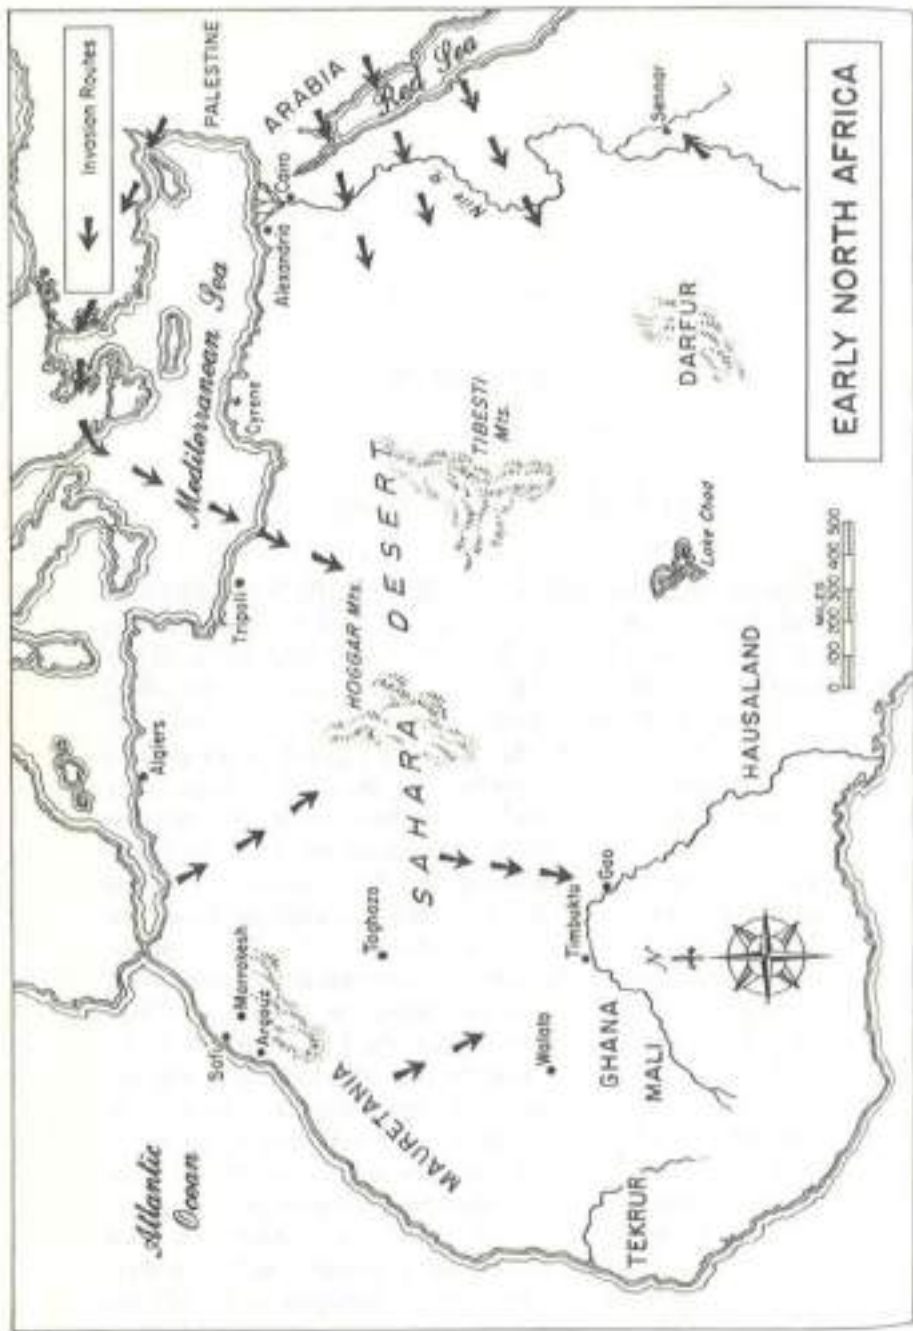 EARLY NORTH AFRICA
Invasion Routes
PALESTINE
ARABIA
Red Sea
Mediterranean Sea
Atlantic
Ocean
Cairo
Alexandria
Cyrene
Tripoli
Algiers
Nile R.
Sennar
DARFUR
TIBESTI
Mts.
HOGGAR Mts.
SAHARA DESERT
Lake Chad
HAUSALAND
MILES
0 100 200 300 400 500
Safi
Marrakesh
Arguz
MAURETANIA
Taghaza
Timbuktu
Gao
Walata
GHANA
MALI
TEKRUR
N